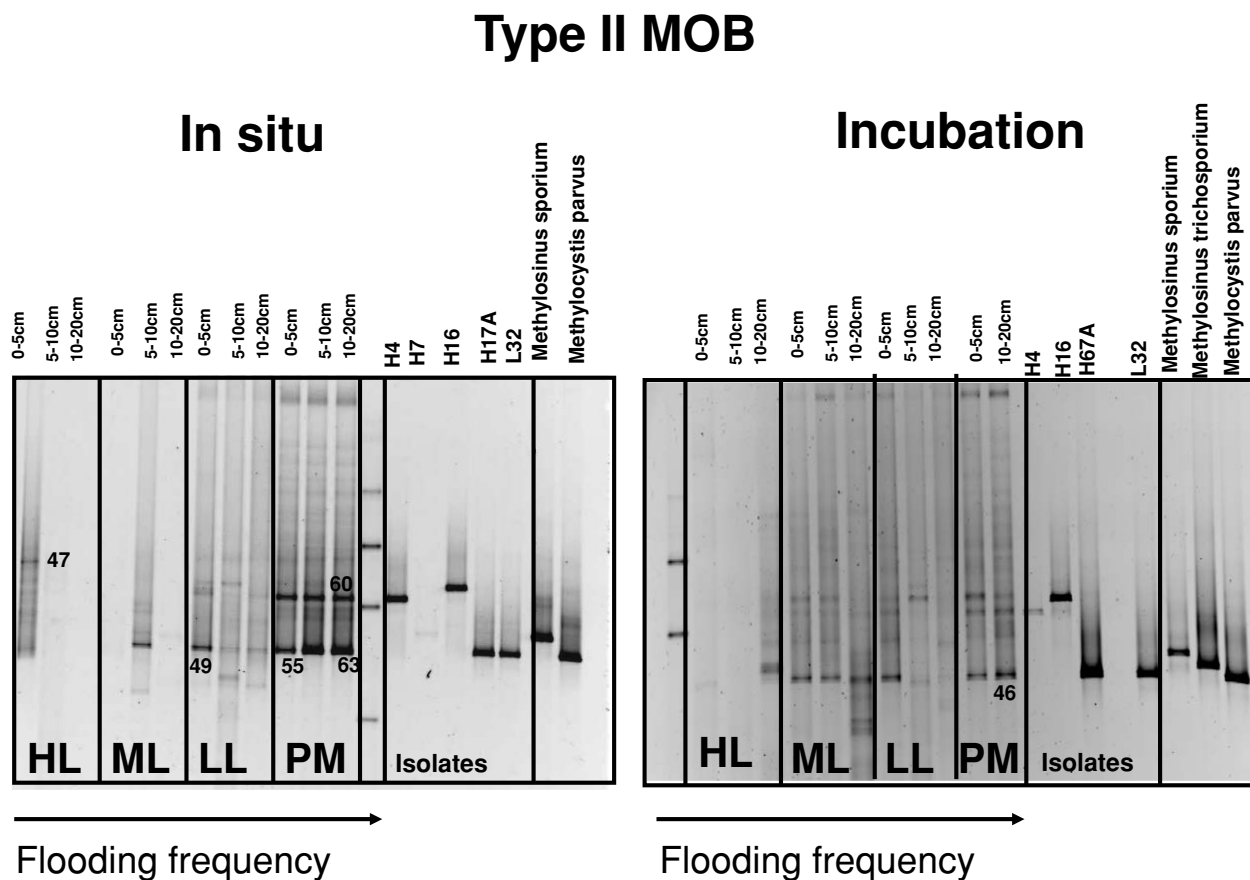 Type II MOB
In situ
0-5cm
5-10cm
10-20cm
0-5cm
5-10cm
10-20cm
0-5cm
5-10cm
10-20cm
0-5cm
5-10cm
10-20cm
H4
H7
H16
H17A
L32
Methylosinus sporium
Methylocystis parvus
47
60
49
55
63
HL
ML
LL
PM
Isolates
Flooding frequency
Incubation
0-5cm
5-10cm
10-20cm
0-5cm
5-10cm
10-20cm
0-5cm
5-10cm
10-20cm
0-5cm
10-20cm
H4
H16
H67A
L32
Methylosinus sporium
Methylosinus trichosporium
Methylocystis parvus
46
HL
ML
LL
PM
Isolates
Flooding frequency